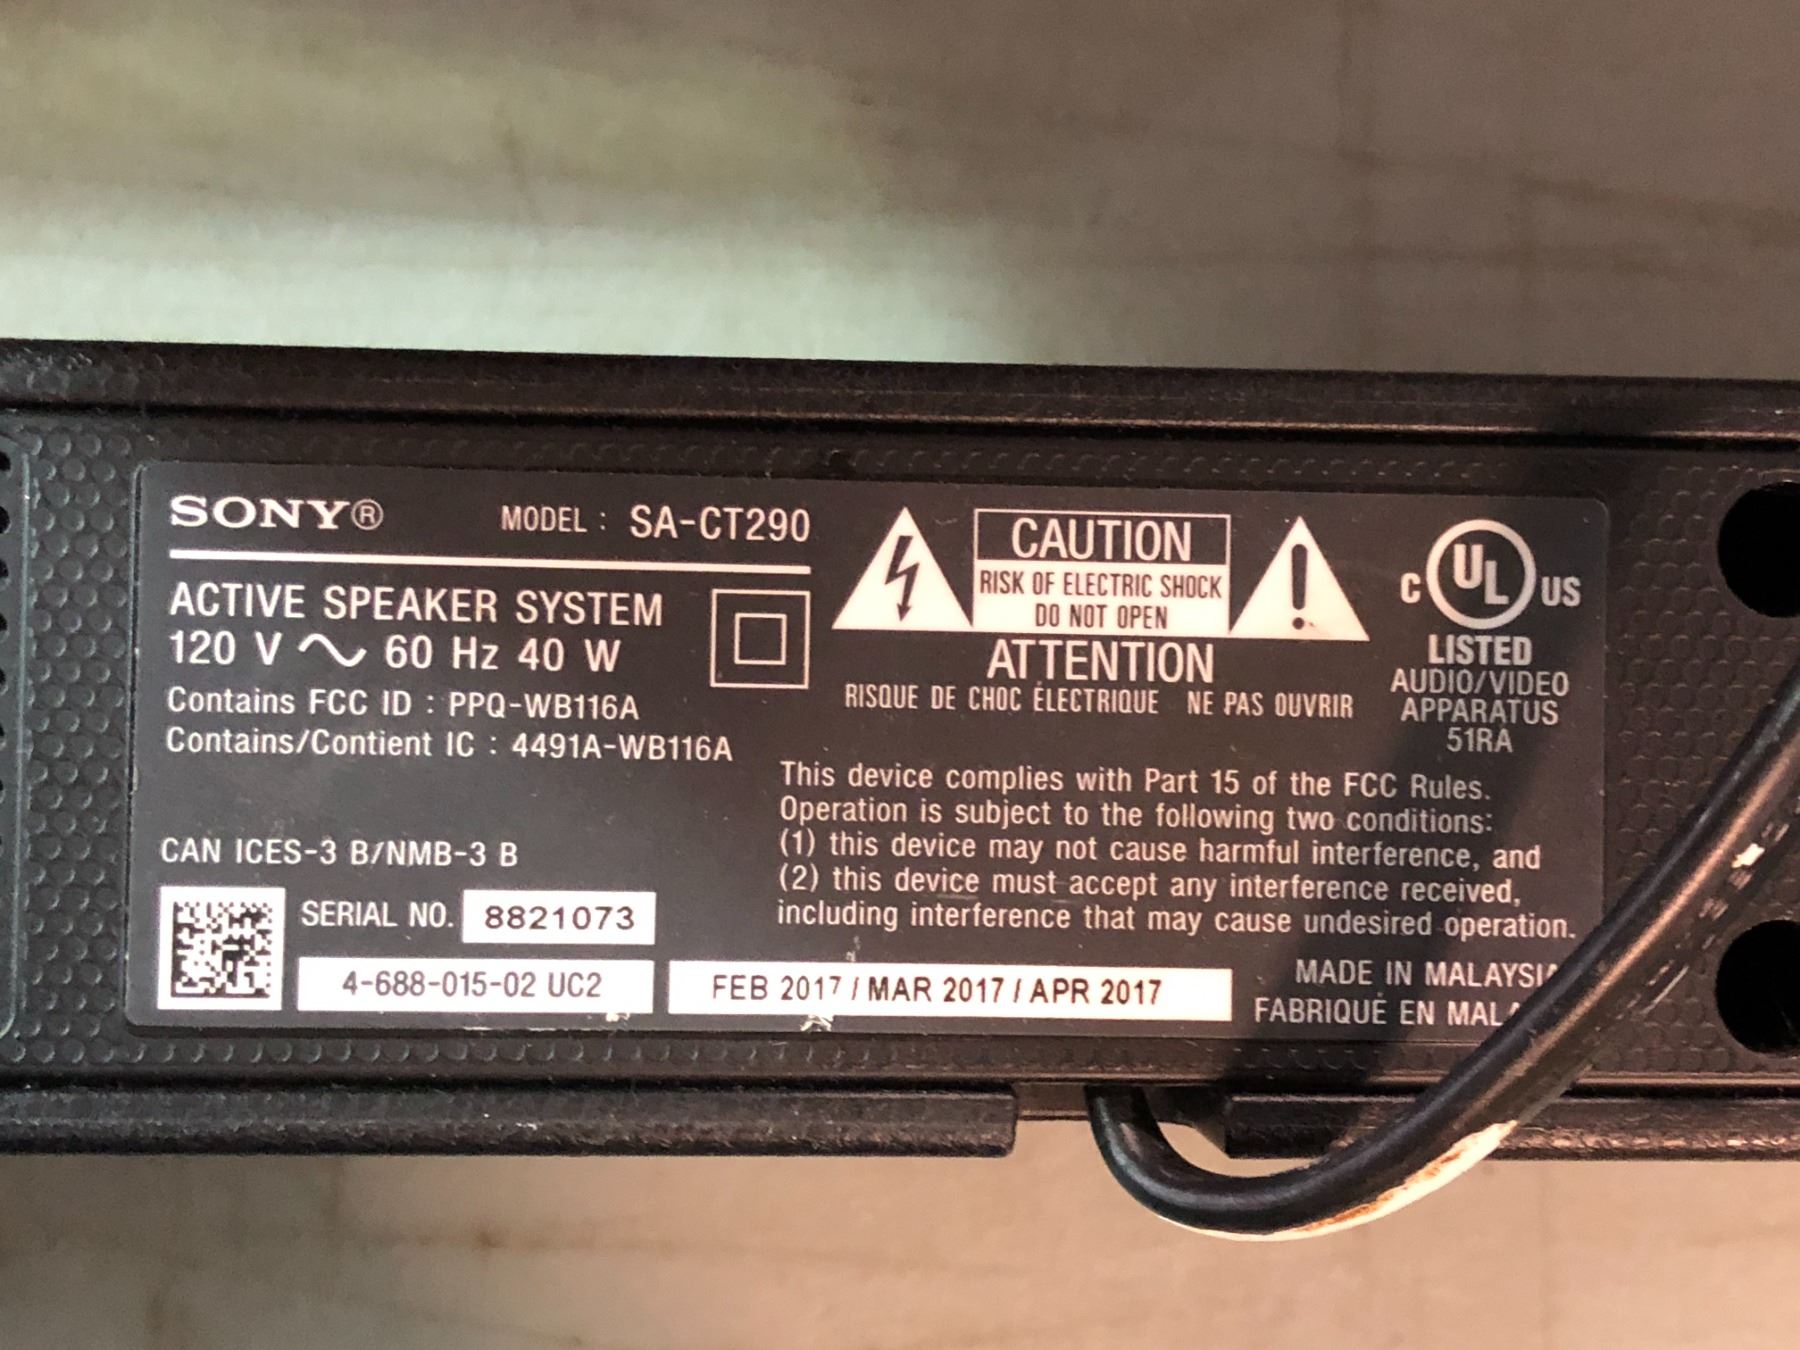 SONY® MODEL : SA-CT290
ACTIVE SPEAKER SYSTEM
120 V ~ 60 Hz 40 W
Contains FCC ID : PPQ-WB116A
Contains/Contient IC : 4491A-WB116A
CAN ICES-3 B/NMB-3 B
SERIAL NO. 8821073
4-688-015-02 UC2
FEB 2017 / MAR 2017 / APR 2017
CAUTION
RISK OF ELECTRIC SHOCK
DO NOT OPEN
ATTENTION
RISQUE DE CHOC ÉLECTRIQUE NE PAS OUVRIR
C UL US
LISTED
AUDIO/VIDEO
APPARATUS
51RA
This device complies with Part 15 of the FCC Rules.
Operation is subject to the following two conditions:
(1) this device may not cause harmful interference, and
(2) this device must accept any interference received,
including interference that may cause undesired operation.
MADE IN MALAYSIA
FABRIQUÉ EN